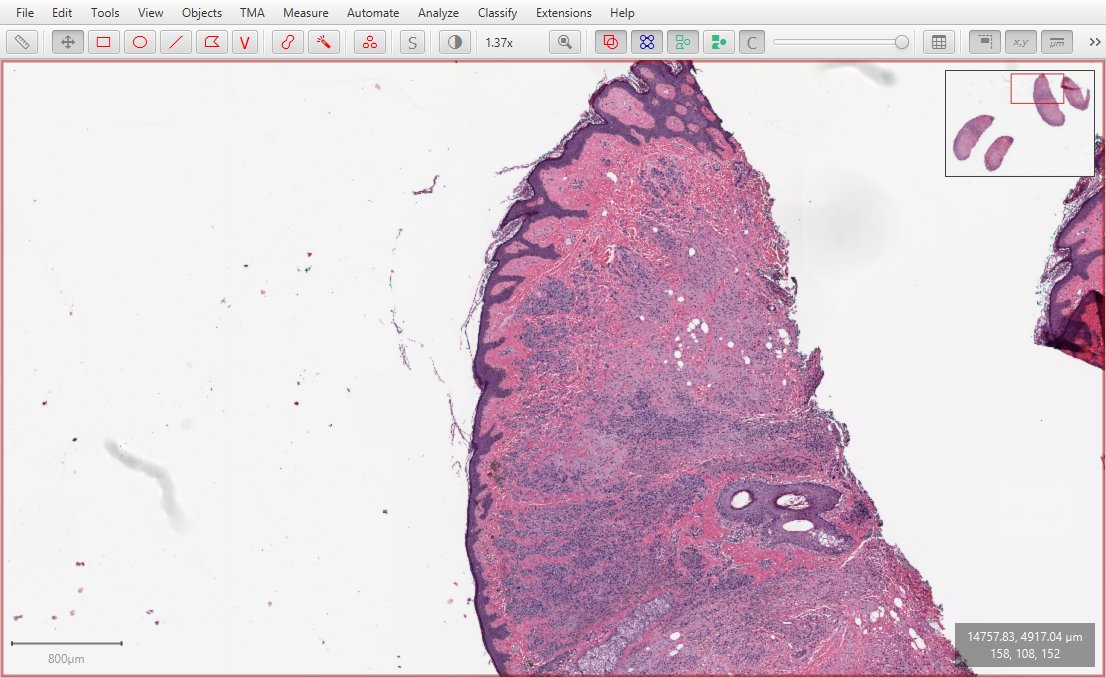 File Edit Tools View Objects TMA Measure Automate Analyze Classify Extensions Help
V S 1.37x C x,y μm >>
800μm
14757.83, 4917.04 μm
158, 108, 152